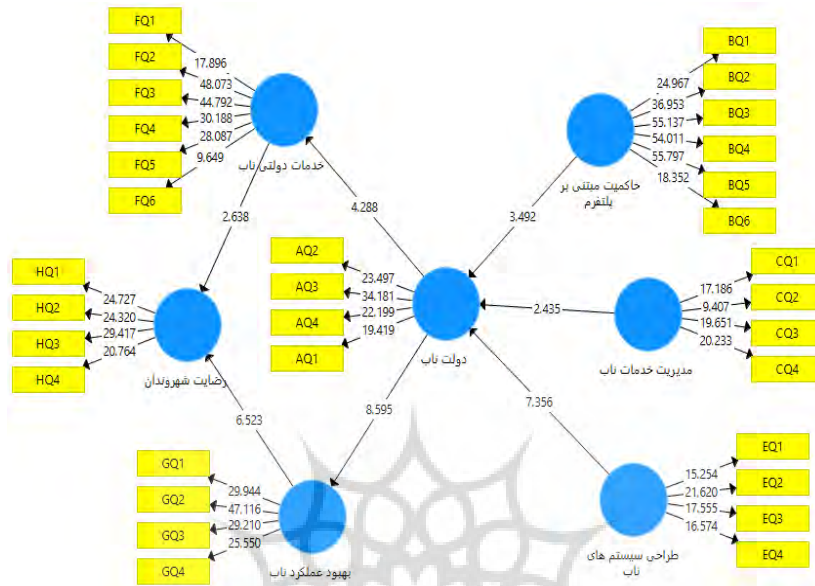 FQ1
FQ2
FQ3
FQ4
FQ5
FQ6
17.896
48.073
44.792
30.188
28.087
9.649
خدمات دولتی ناب
BQ1
BQ2
BQ3
BQ4
BQ5
BQ6
24.967
36.953
55.137
54.011
55.797
18.352
حاکمیت مبتنی بر
پلتفرم
2.638
4.288
3.492
HQ1
HQ2
HQ3
HQ4
24.727
24.320
29.417
20.764
رضایت شهروندان
AQ2
AQ3
AQ4
AQ1
23.497
34.181
22.199
19.419
دولت ناب
2.435
CQ1
CQ2
CQ3
CQ4
17.186
9.407
19.651
20.233
مدیریت خدمات ناب
6.523
8.595
7.356
GQ1
GQ2
GQ3
GQ4
29.944
47.116
29.210
25.550
بهبود عملکرد ناب
EQ1
EQ2
EQ3
EQ4
15.254
21.620
17.555
16.574
طراحی سیستم های
ناب